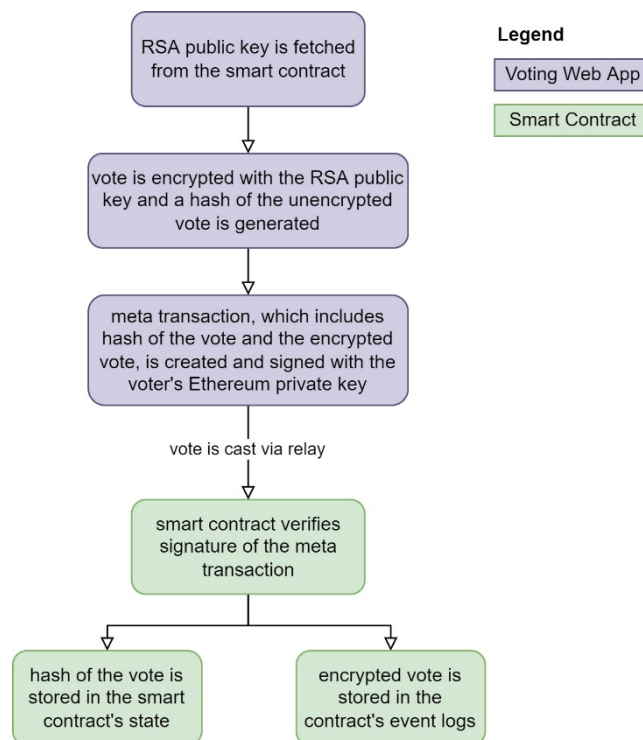 RSA public key is fetched
from the smart contract
Legend
Voting Web App
Smart Contract
vote is encrypted with the RSA public
key and a hash of the unencrypted
vote is generated
meta transaction, which includes
hash of the vote and the encrypted
vote, is created and signed with the
voter's Ethereum private key
vote is cast via relay
smart contract verifies
signature of the meta
transaction
hash of the vote is
stored in the smart
contract's state
encrypted vote is
stored in the
contract's event logs